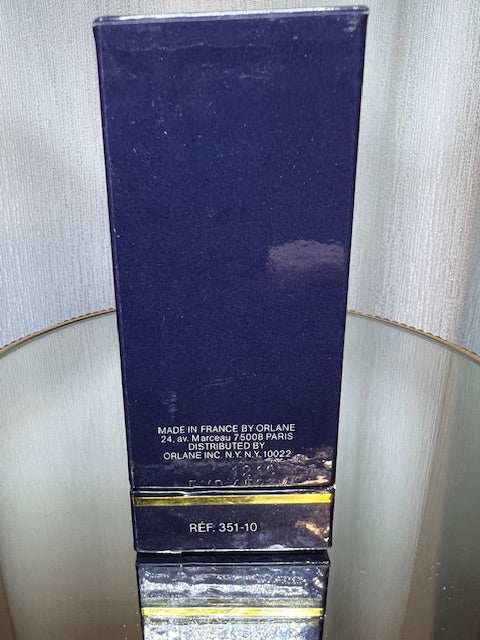 MADE IN FRANCE BY ORLANE
24, av. Marceau 75008 PARIS
DISTRIBUTED BY
ORLANE INC. N.Y. N.Y. 10022
RÉF. 351-10